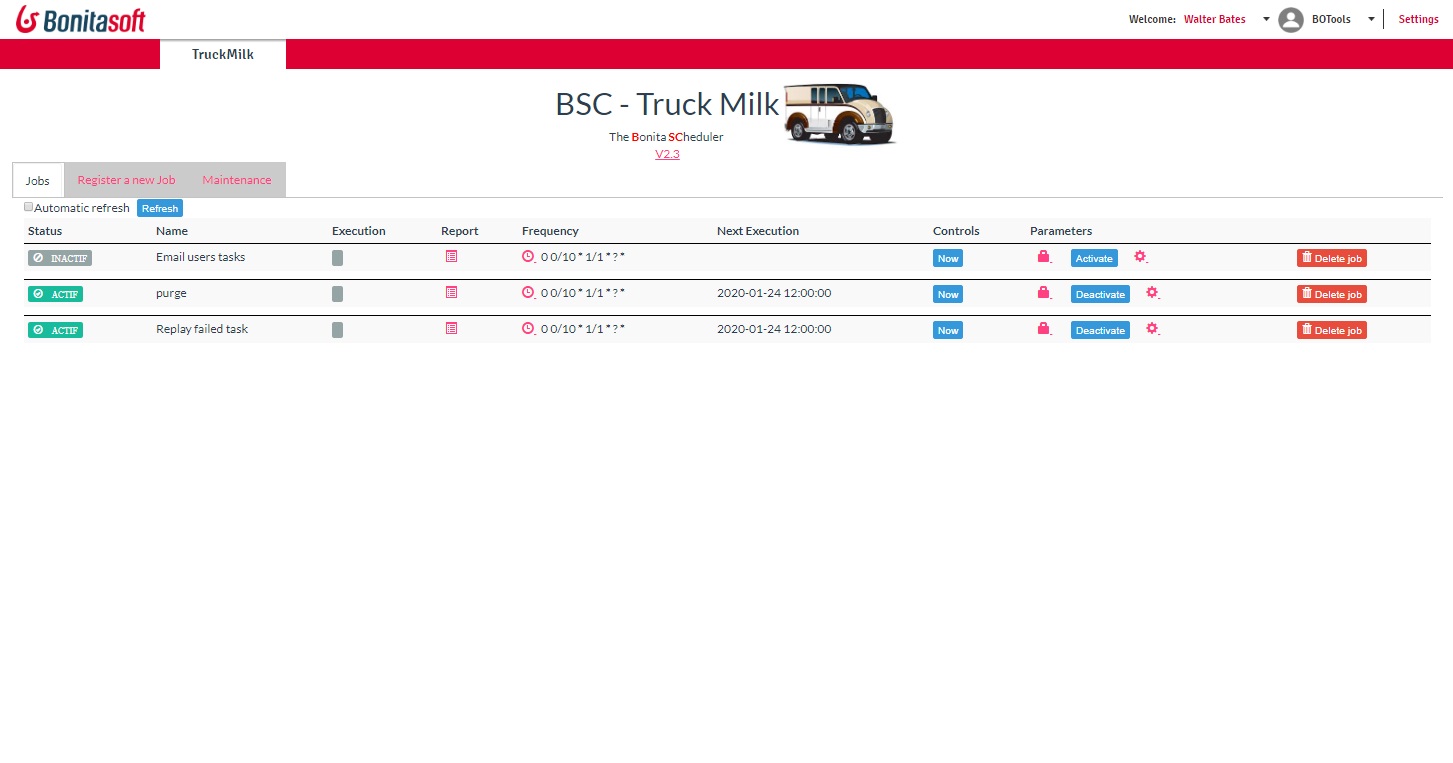 Bonitasoft
Welcome: Walter Bates BOTools Settings
TruckMilk
BSC - Truck Milk
The Bonita SCheduler
V2.3
Jobs Register a new Job Maintenance
Automatic refresh Refresh
Status Name Execution Report Frequency Next Execution Controls Parameters
INACTIF Email users tasks 0 0/10 * 1/1 * ? * Now Activate Delete job
ACTIF purge 0 0/10 * 1/1 * ? * 2020-01-24 12:00:00 Now Deactivate Delete job
ACTIF Replay failed task 0 0/10 * 1/1 * ? * 2020-01-24 12:00:00 Now Deactivate Delete job